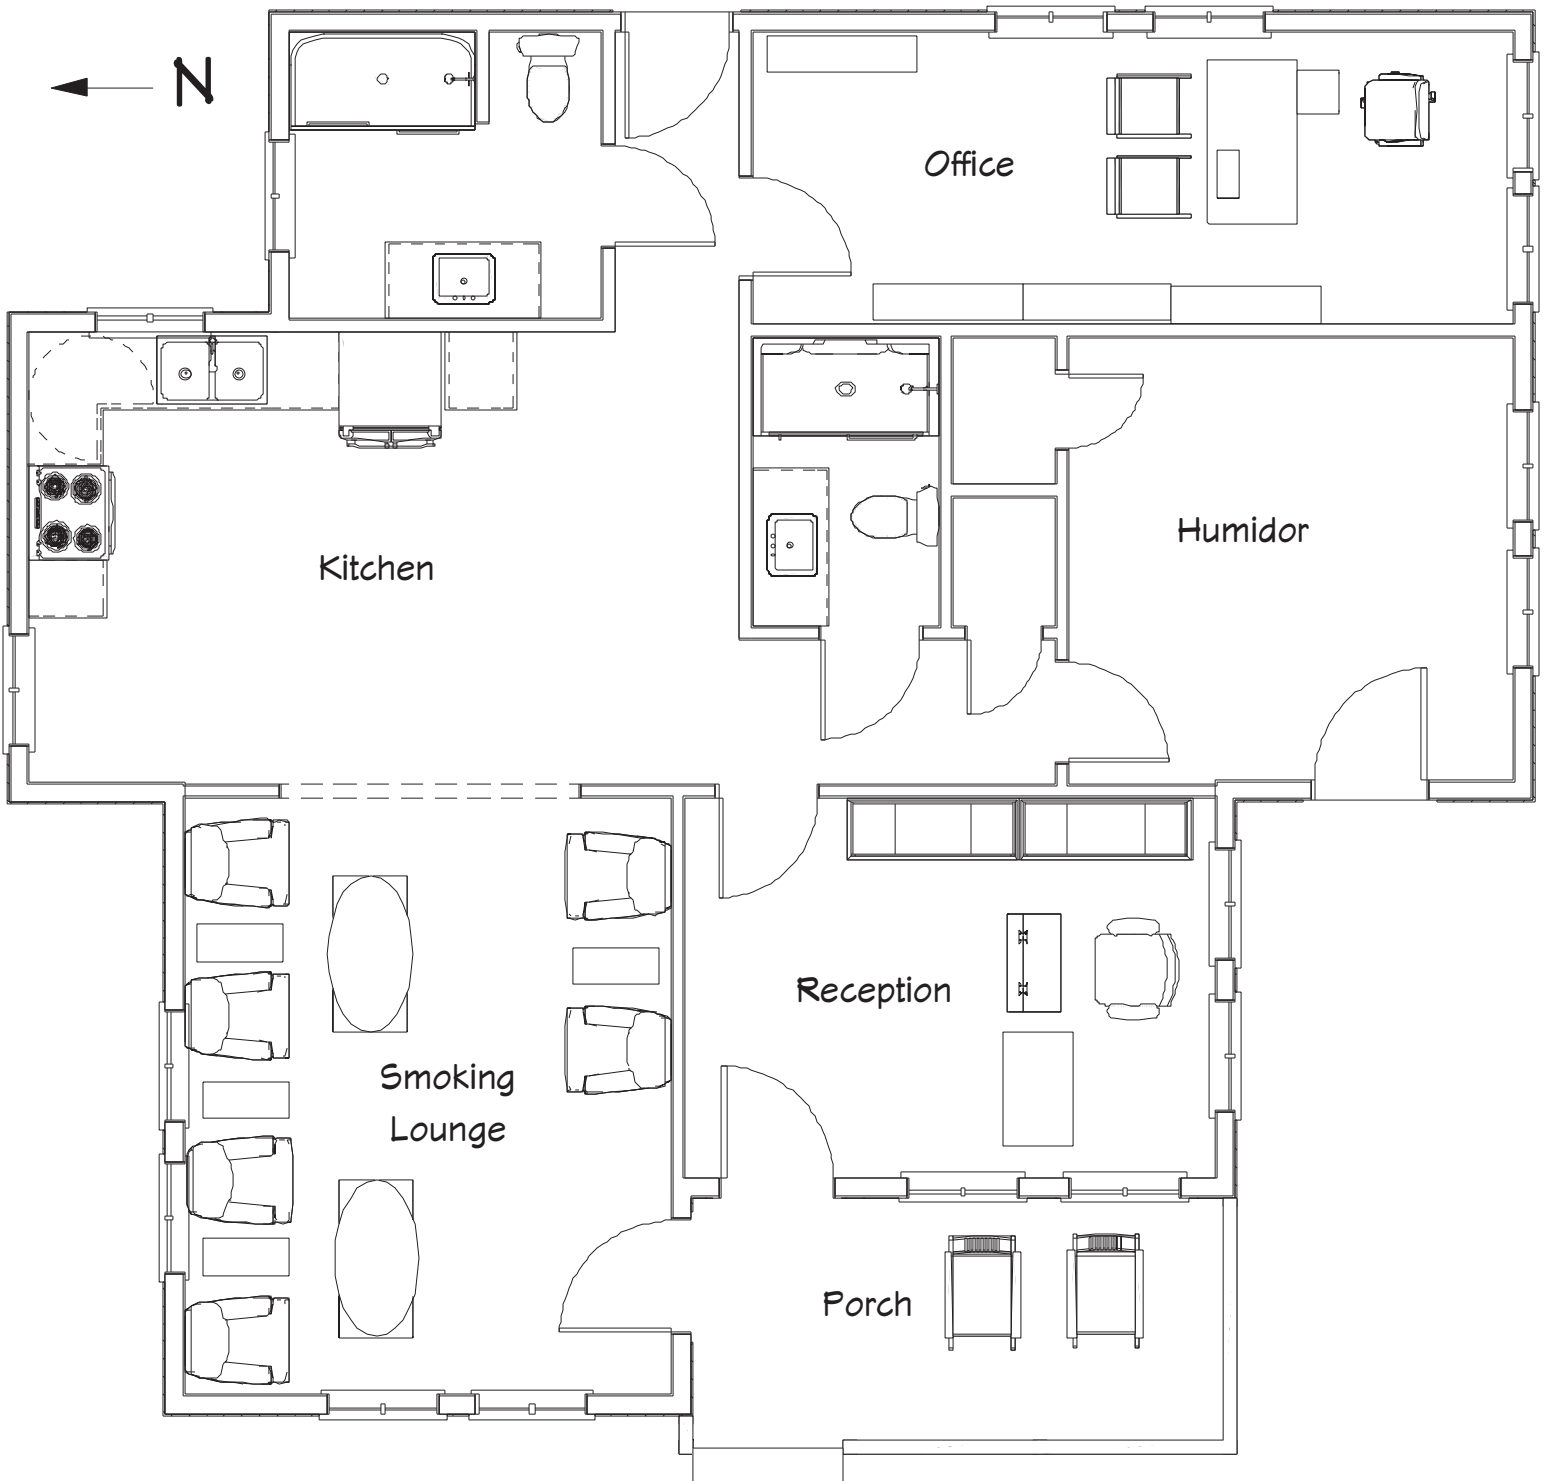 N
Office
Kitchen
Humidor
Reception
Smoking
Lounge
Porch